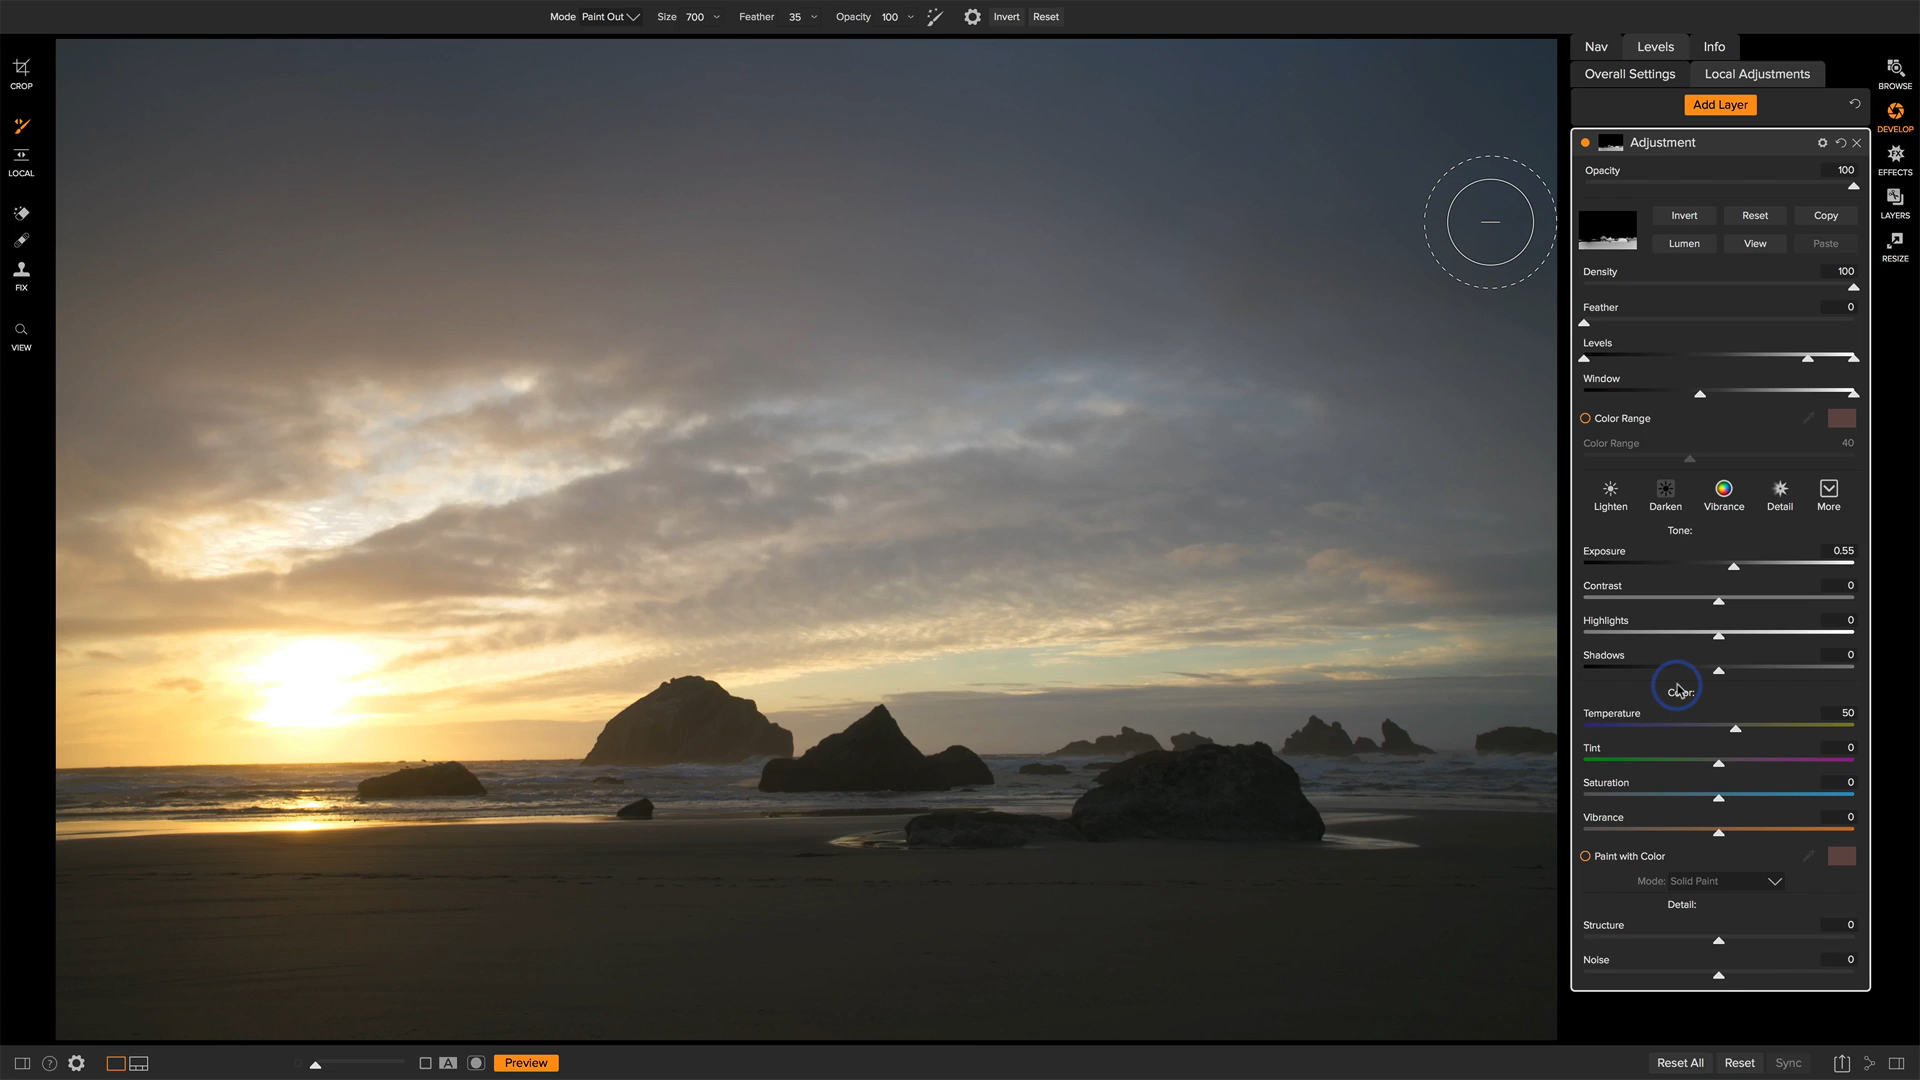 Mode Paint Out Size 700 Feather 35 Opacity 100 Invert Reset
CROP
LOCAL
FIX
VIEW
Nav Levels Info
Overall Settings Local Adjustments
Add Layer
Adjustment
Opacity 100
Invert Reset Copy
Lumen View Paste
Density 100
Feather 0
Levels
Window
Color Range
Color Range 40
Lighten Darken Vibrance Detail More
Tone:
Exposure 0.55
Contrast 0
Highlights 0
Shadows 0
Color:
Temperature 50
Tint 0
Saturation 0
Vibrance 0
Paint with Color
Mode: Solid Paint
Detail:
Structure 0
Noise 0
BROWSE
DEVELOP
FX
EFFECTS
LAYERS
RESIZE
? A Preview Reset All Reset Sync